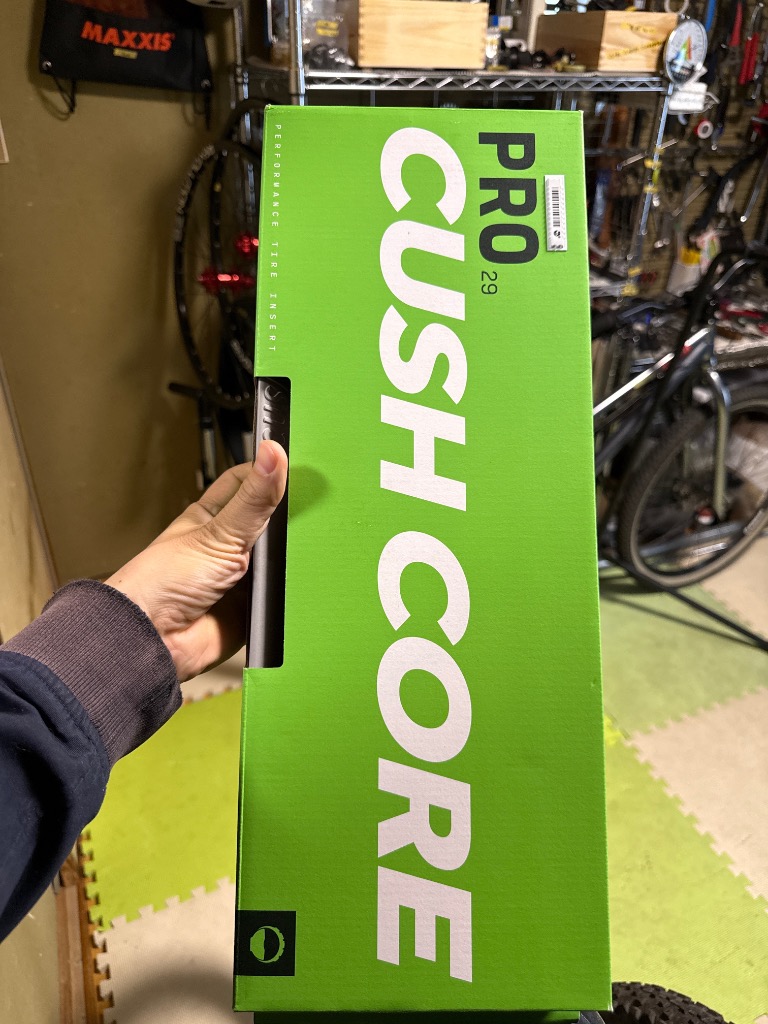 MAXXIS
PRO
29
CUSH CORE
PERFORMANCE TIRE INSERT